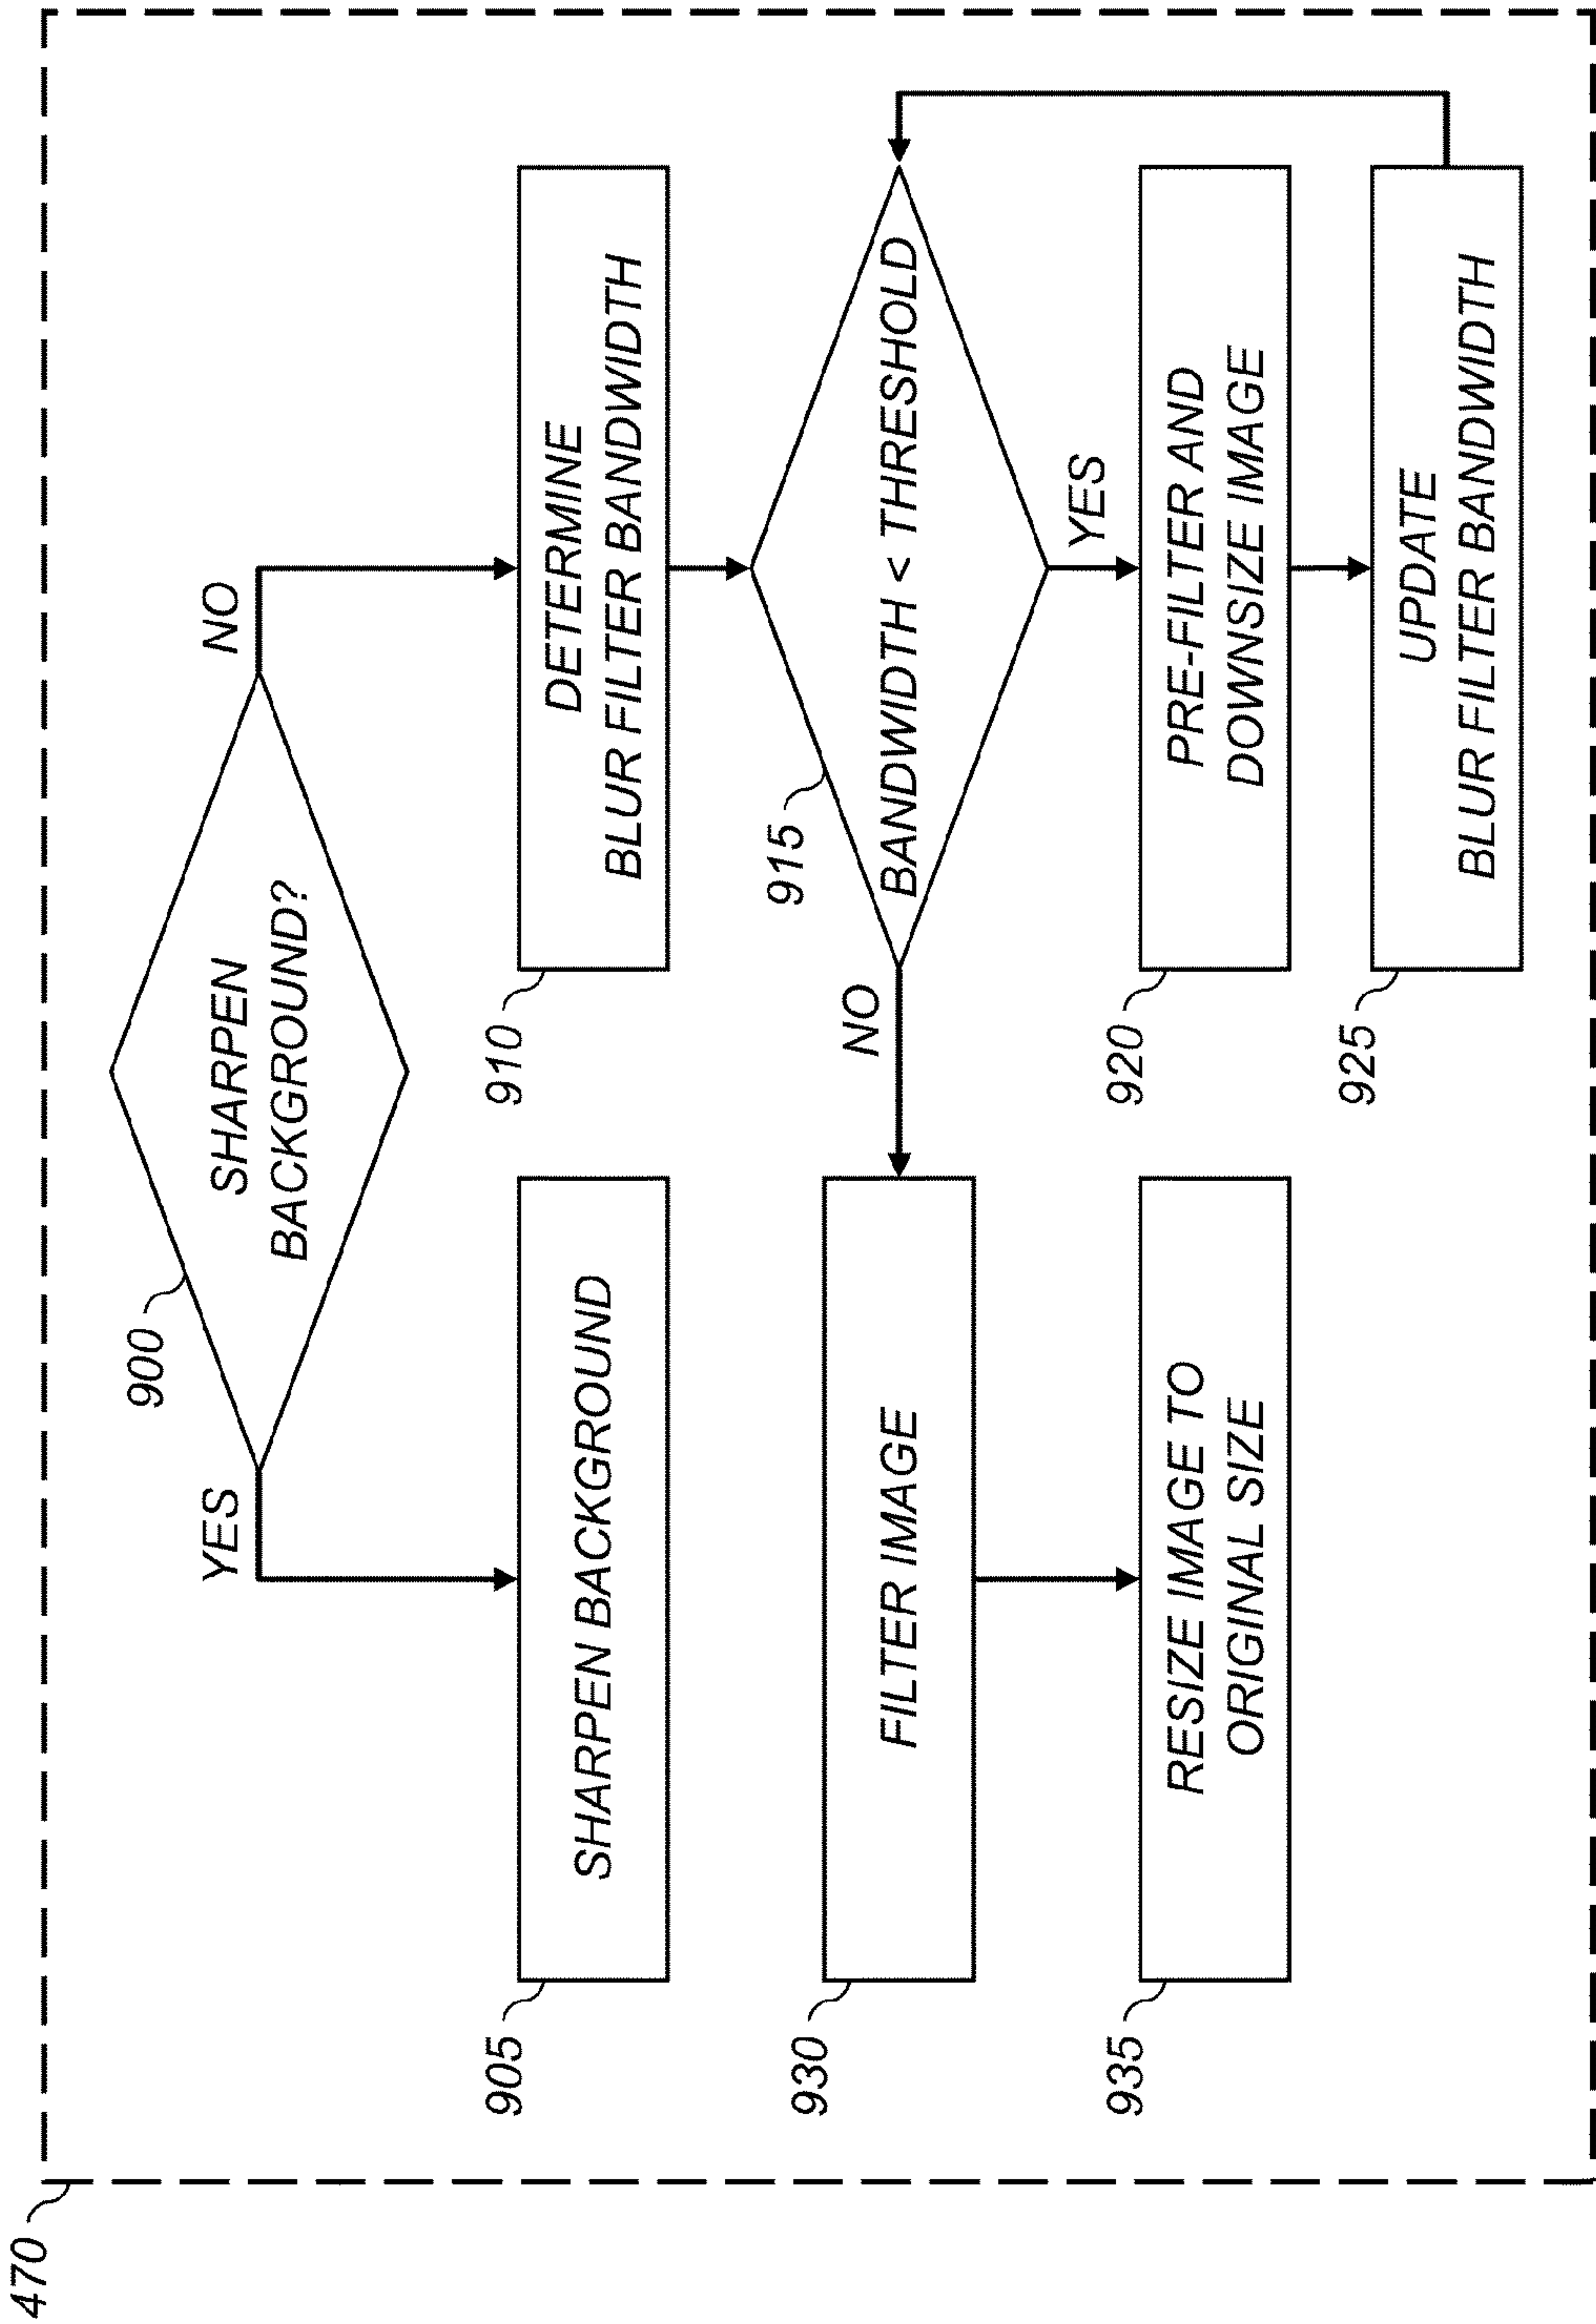 470
900
SHARPEN
BACKGROUND?
YES
NO
905
SHARPEN BACKGROUND
910
DETERMINE
BLUR FILTER BANDWIDTH
915
BANDWIDTH < THRESHOLD
NO
YES
930
FILTER IMAGE
920
PRE-FILTER AND
DOWNSIZE IMAGE
935
RESIZE IMAGE TO
ORIGINAL SIZE
925
UPDATE
BLUR FILTER BANDWIDTH